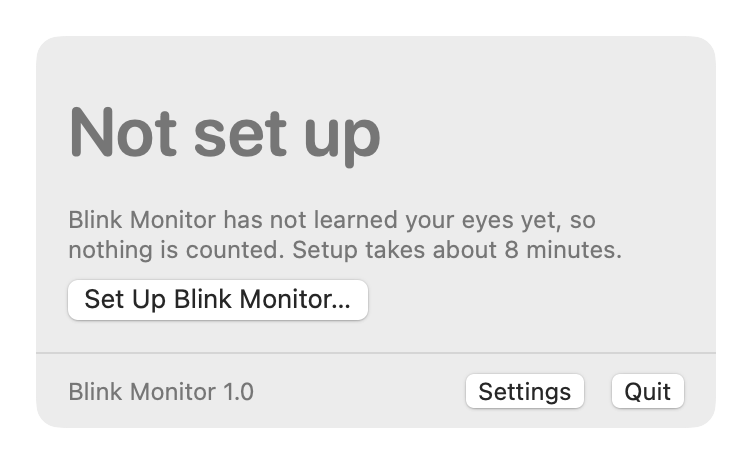 Not set up
Blink Monitor has not learned your eyes yet, so
nothing is counted. Setup takes about 8 minutes.
Set Up Blink Monitor...
Blink Monitor 1.0
Settings
Quit